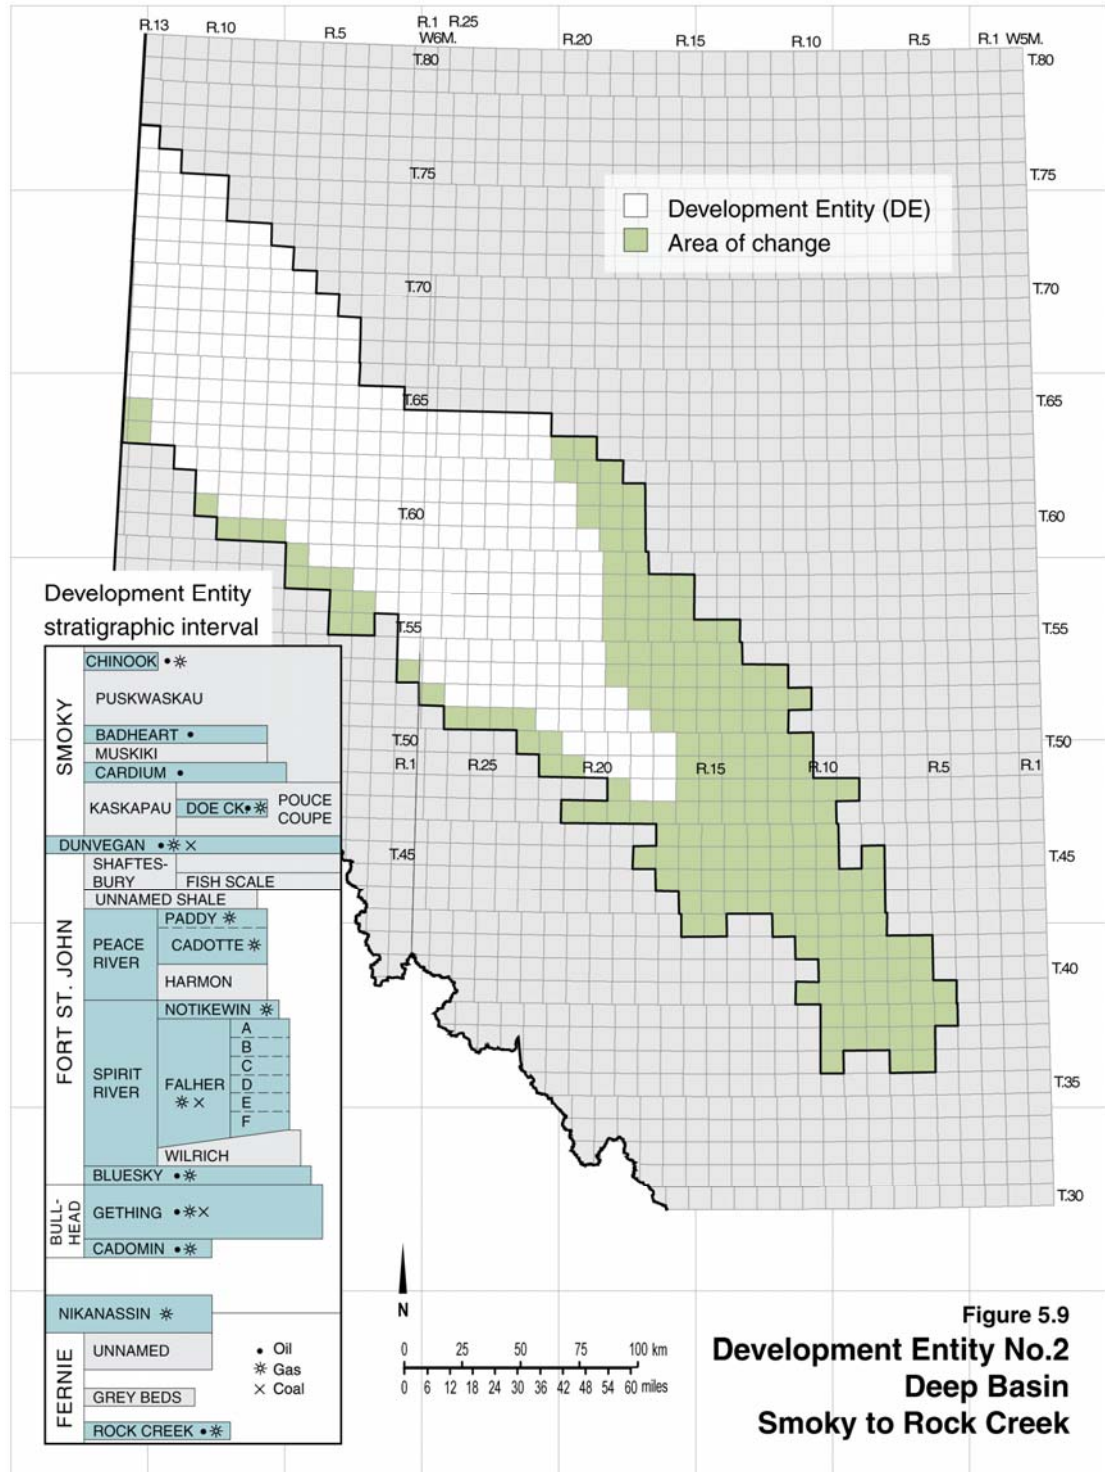 R.13 R.10 R.5 R.1 R.25 R.20 R.15 R.10 R.5 R.1 W5M.
W6M.
T.80 T.80
T.75 T.75
Development Entity (DE)
Area of change
T.70 T.70
T.65 T.65
T.60 T.60
T.55 T.55
T.50 T.50
R.1 R.25 R.20 R.15 R.10 R.5 R.1
T.45 T.45
T.40
T.35
T.30
Development Entity
stratigraphic interval
SMOKY
CHINOOK
PUSKWASKAU
BADHEART
MUSKIKI
CARDIUM
KASKAPAU
DOE CK
POUCE
COUPE
DUNVEGAN
FORT ST. JOHN
SHAFTES-
BURY
FISH SCALE
UNNAMED SHALE
PEACE
RIVER
PADDY
CADOTTE
HARMON
SPIRIT
RIVER
NOTIKEWIN
FALHER
A
B
C
D
E
F
WILRICH
BLUESKY
BULL-
HEAD
GETHING
CADOMIN
NIKANASSIN
FERNIE
UNNAMED
GREY BEDS
ROCK CREEK
Oil
Gas
Coal
N
0 25 50 75 100 km
0 6 12 18 24 30 36 42 48 54 60 miles
Figure 5.9
Development Entity No.2
Deep Basin
Smoky to Rock Creek